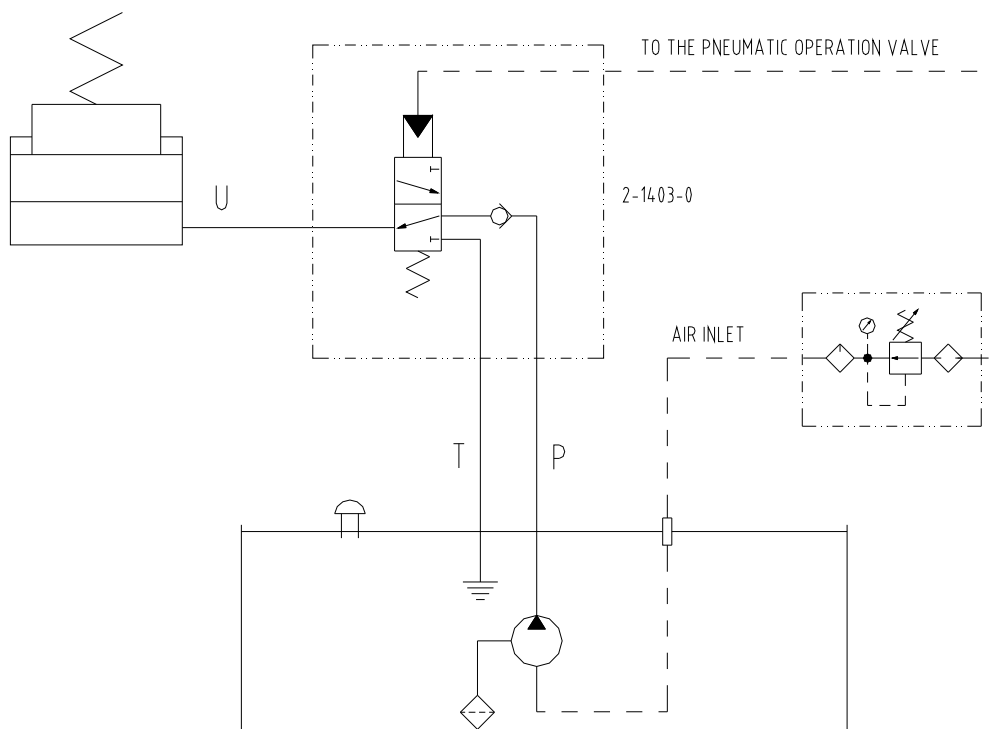 TO THE PNEUMATIC OPERATION VALVE
U
2-1403-0
AIR INLET
T
P